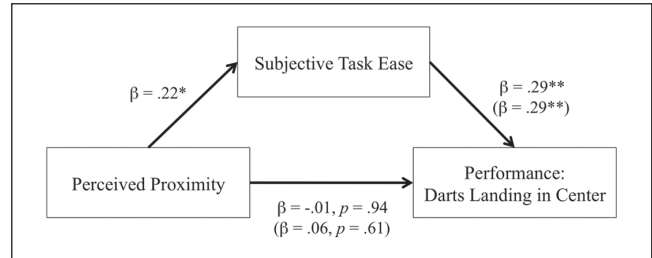 Subjective Task Ease
β = .22*
β = .29**
(β = .29**)
Perceived Proximity
Performance:
Darts Landing in Center
β = -.01, p = .94
(β = .06, p = .61)